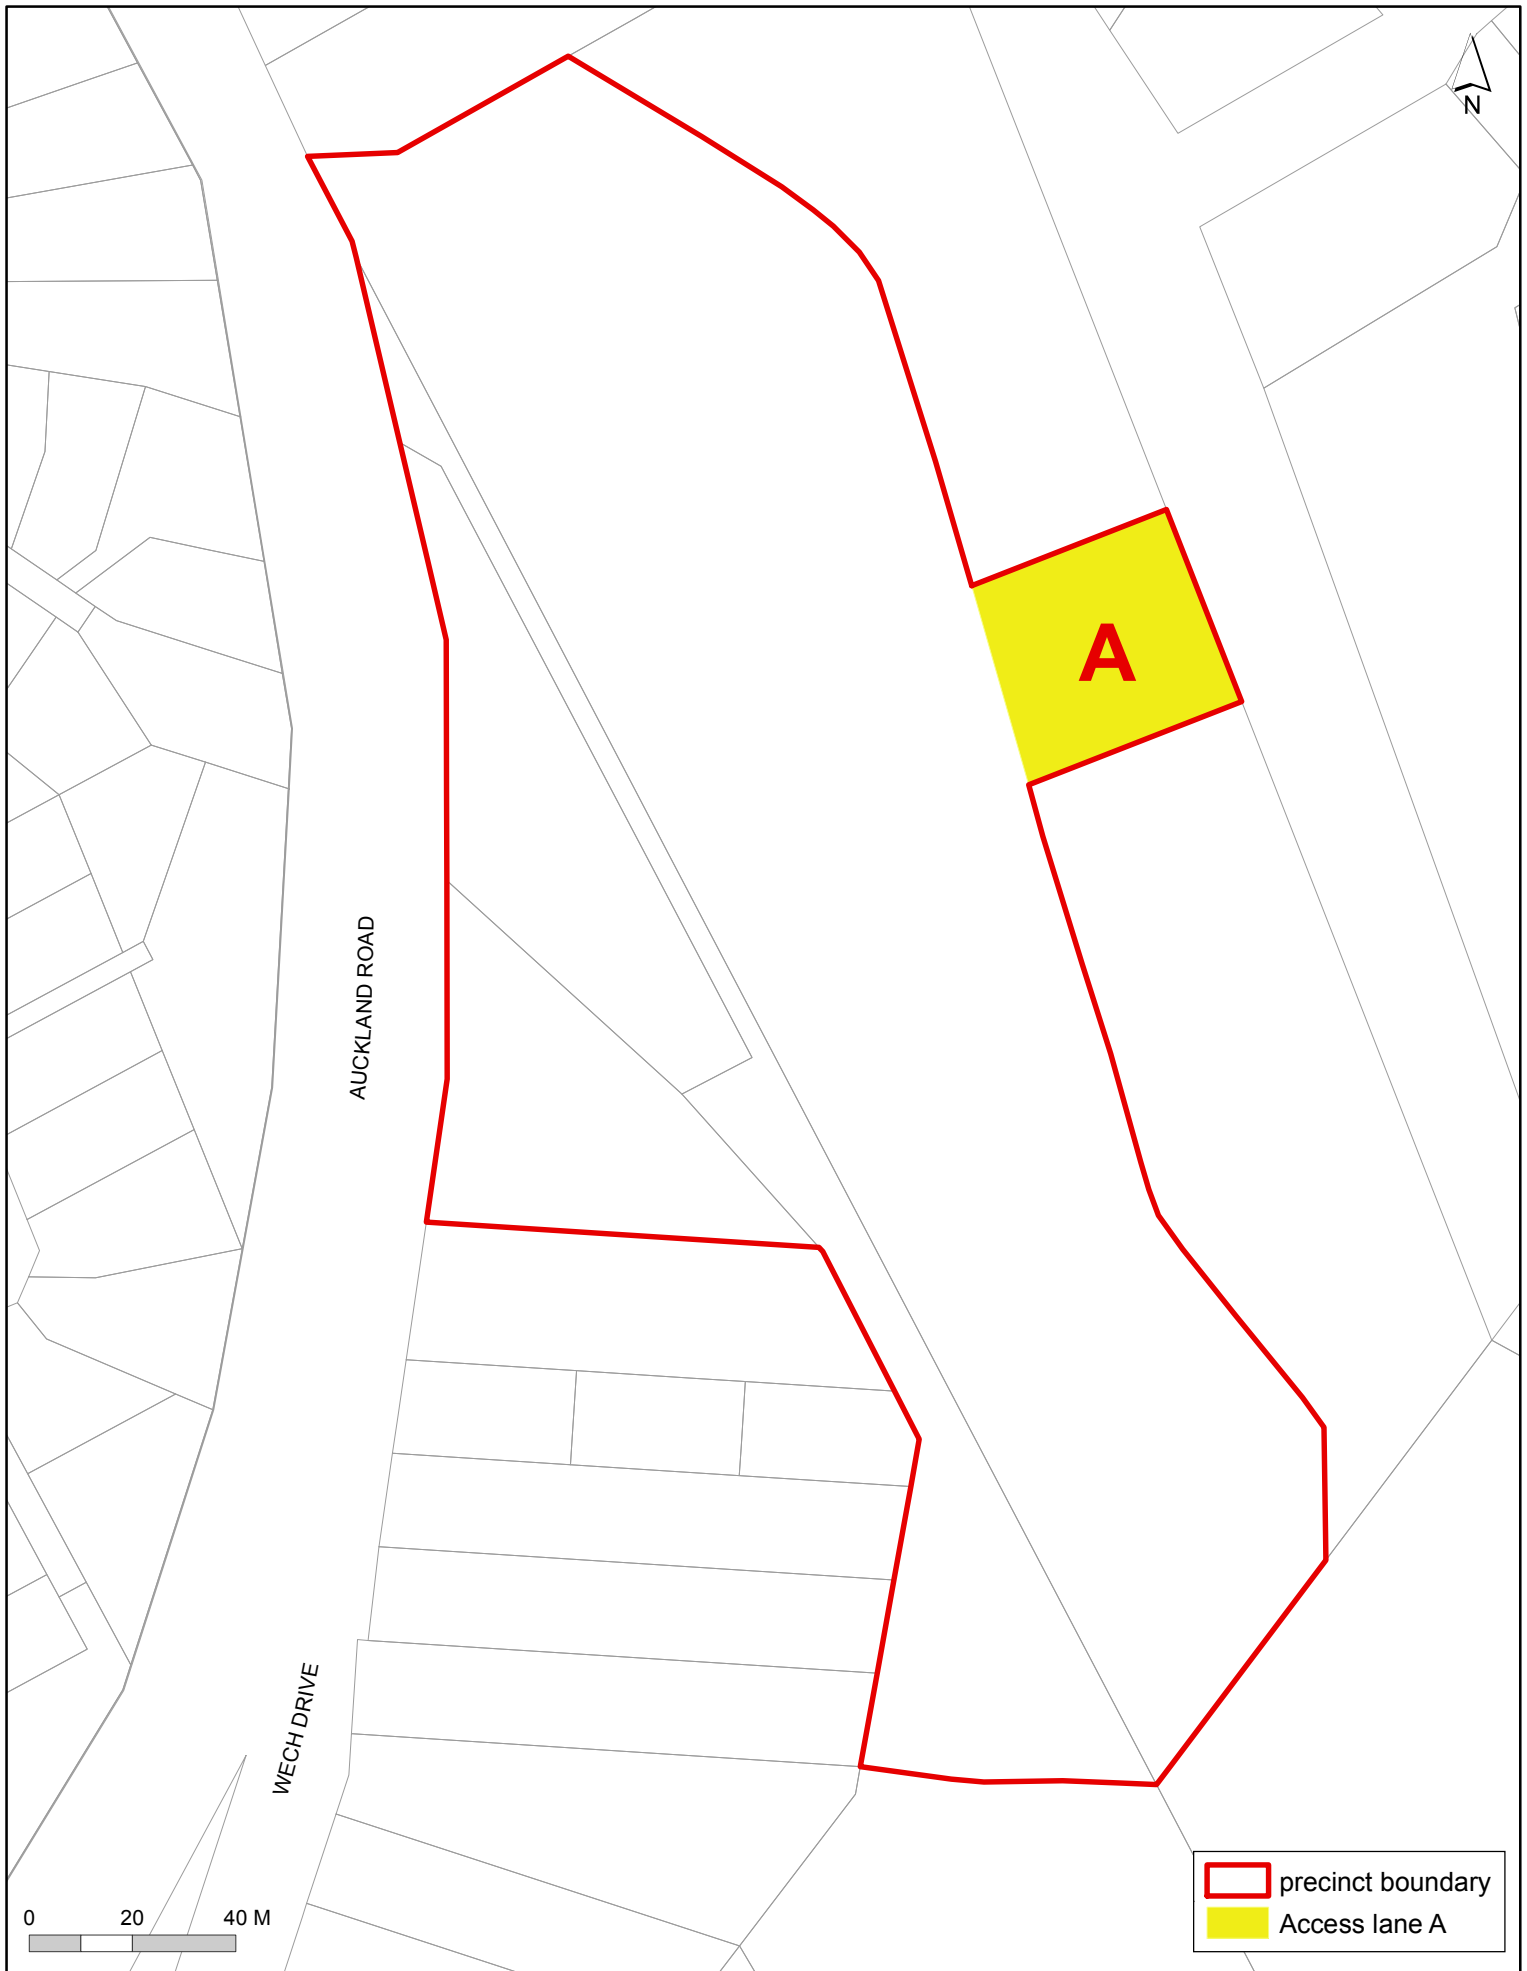 N
A
AUCKLAND ROAD
WECH DRIVE
0 20 40 M
precinct boundary
Access lane A